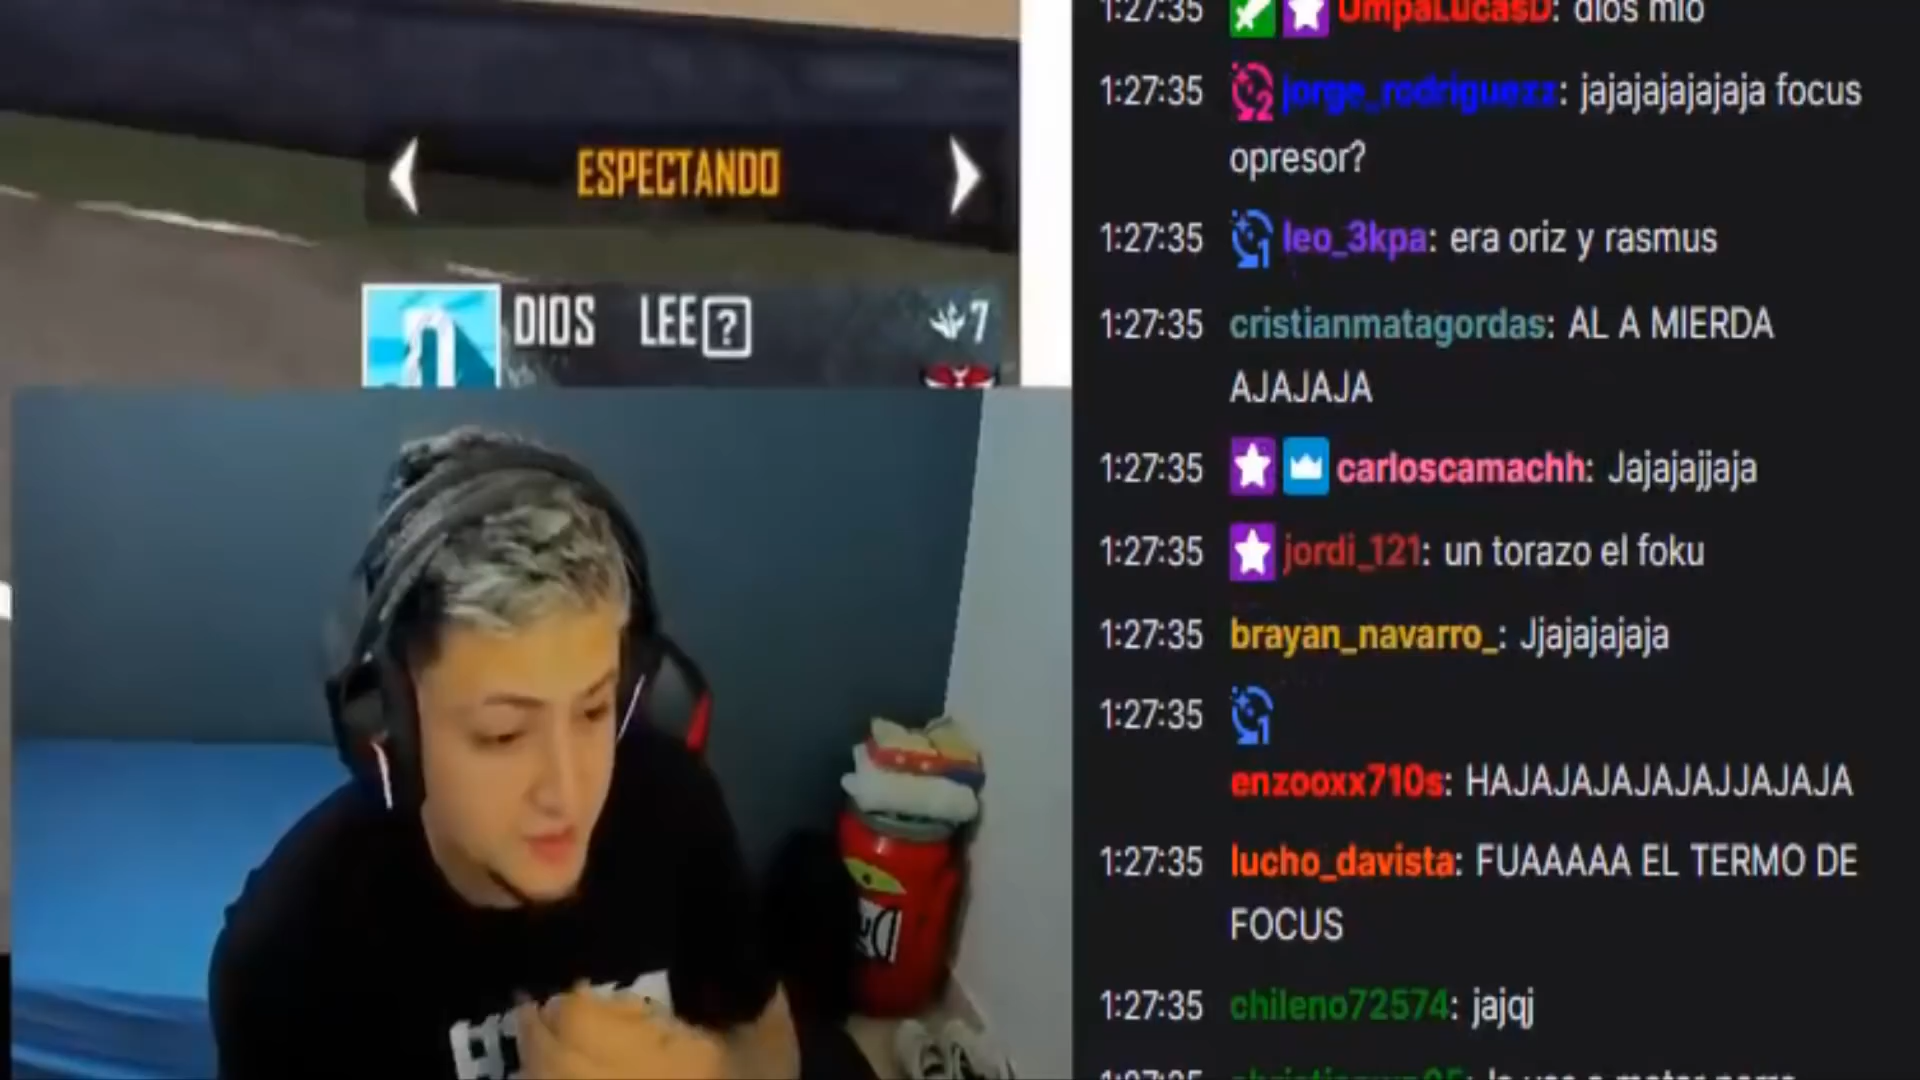 ESPECTANDO
DIOS LEE?
7
1:27:35 UmpaLucasD: dios mio
1:27:35 jorge_rodriguezz: jajajajajajaja focus
opresor?
1:27:35 leo_3kpa: era oriz y rasmus
1:27:35 cristianmatagordas: AL A MIERDA
AJAJAJA
1:27:35 carloscamachh: Jajajajjaja
1:27:35 jordi_121: un torazo el foku
1:27:35 brayan_navarro_: Jjajajajaja
1:27:35
enzooxx710s: HAJAJAJAJAJAJJAJAJA
1:27:35 lucho_davista: FUAAAAA EL TERMO DE
FOCUS
1:27:35 chileno72574: jajqj